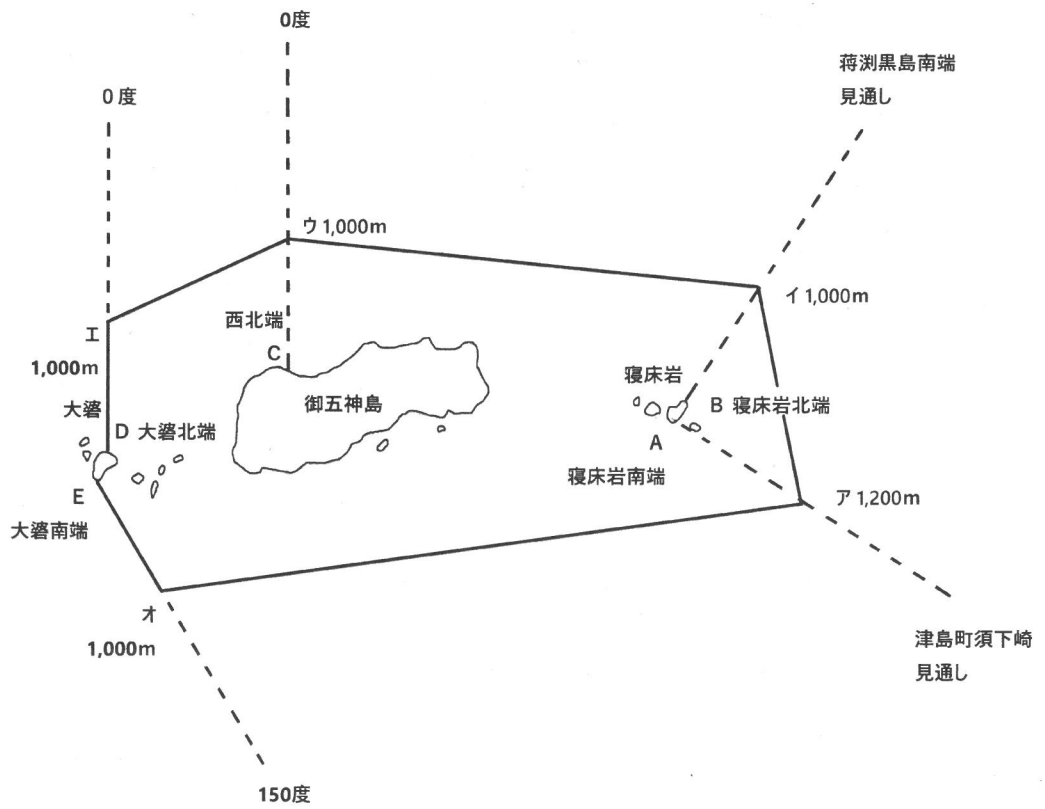 0度
0度
蒋渕黒島南端
見通し
ウ 1,000m
イ 1,000m
西北端
C
エ
1,000m
大碆
D 大碆北端
御五神島
寝床岩
B 寝床岩北端
A
寝床岩南端
E
大碆南端
ア 1,200m
オ
1,000m
津島町須下崎
見通し
150度